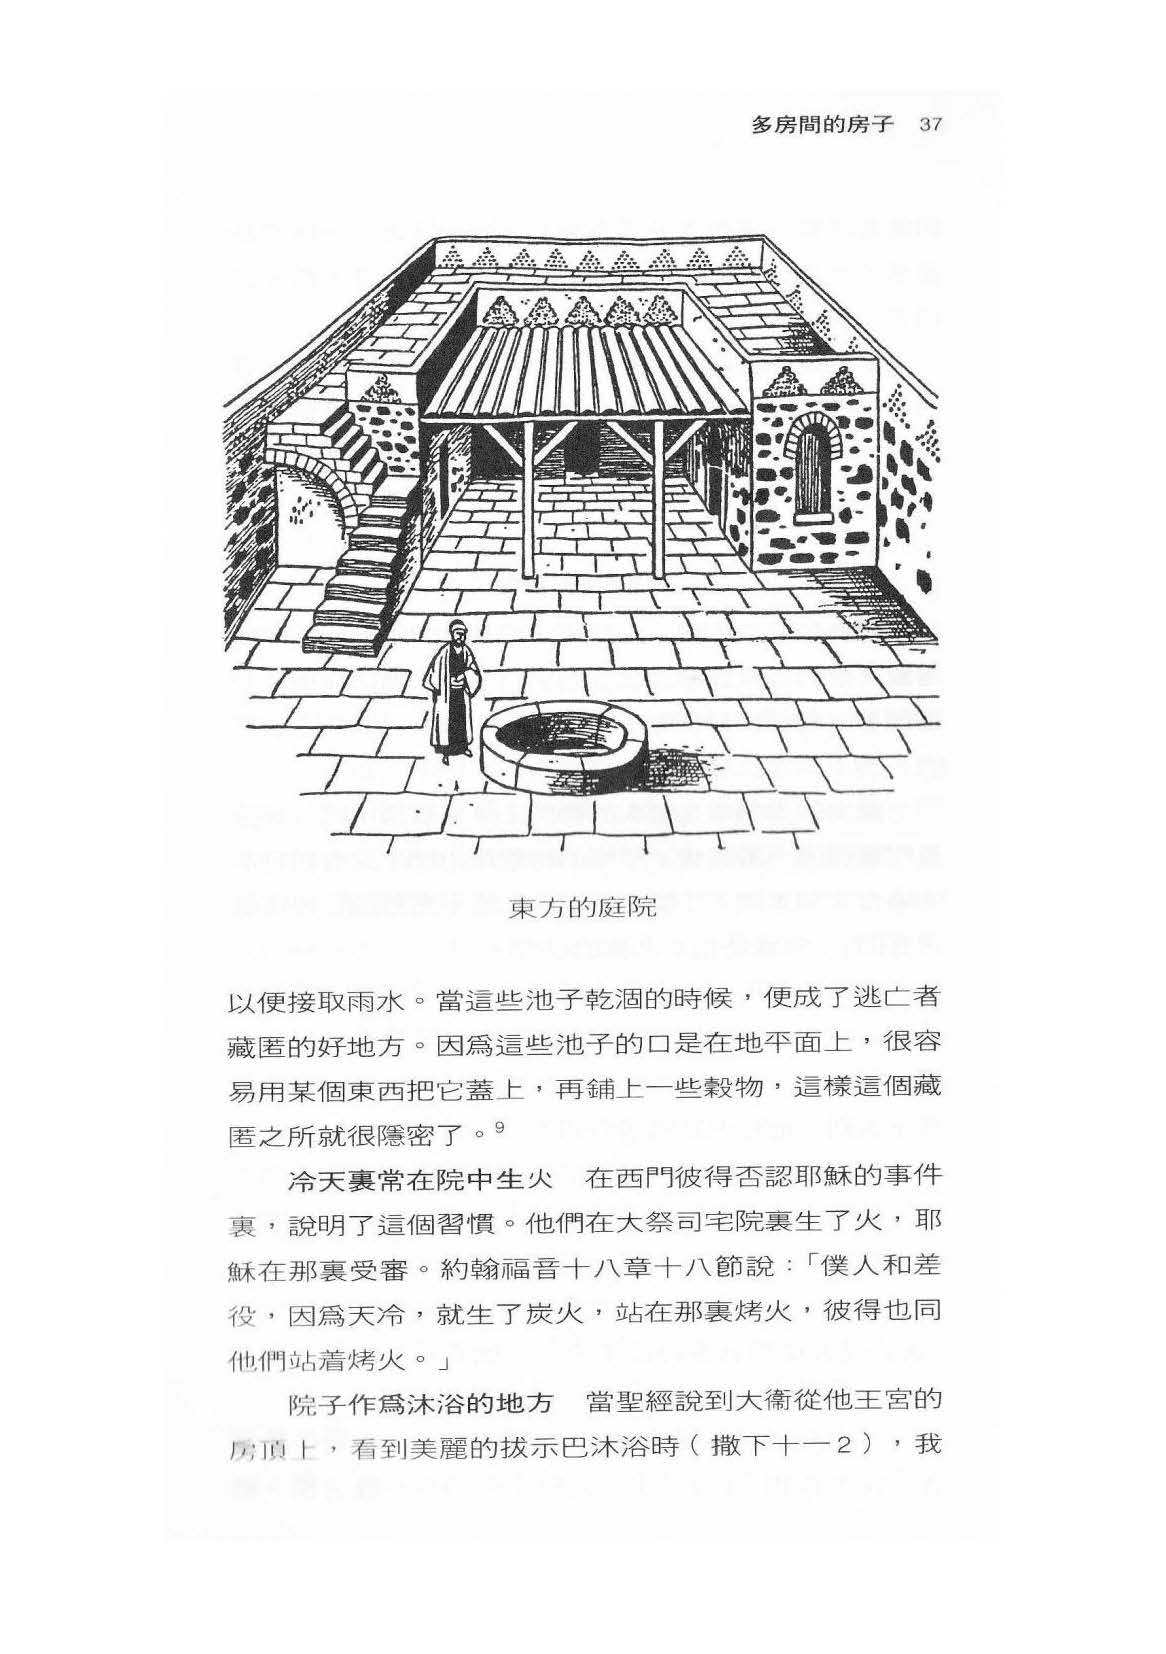 多房間的房子 37
東方的庭院
以便接取雨水。當這些池子乾涸的時候，便成了逃亡者
藏匿的好地方。因爲這些池子的口是在地平面上，很容
易用某個東西把它蓋上，再鋪上一些穀物，這樣這個藏
匿之所就很隱密了。9
冷天裏常在院中生火　在西門彼得否認耶穌的事件
裏，說明了這個習慣。他們在大祭司宅院裏生了火，耶
穌在那裏受審。約翰福音十八章十八節說：「僕人和差
役，因爲天冷，就生了炭火，站在那裏烤火，彼得也同
他們站着烤火。」
院子作爲沐浴的地方　當聖經說到大衞從他王宮的
房頂上，看到美麗的拔示巴沐浴時（撒下十一2），我